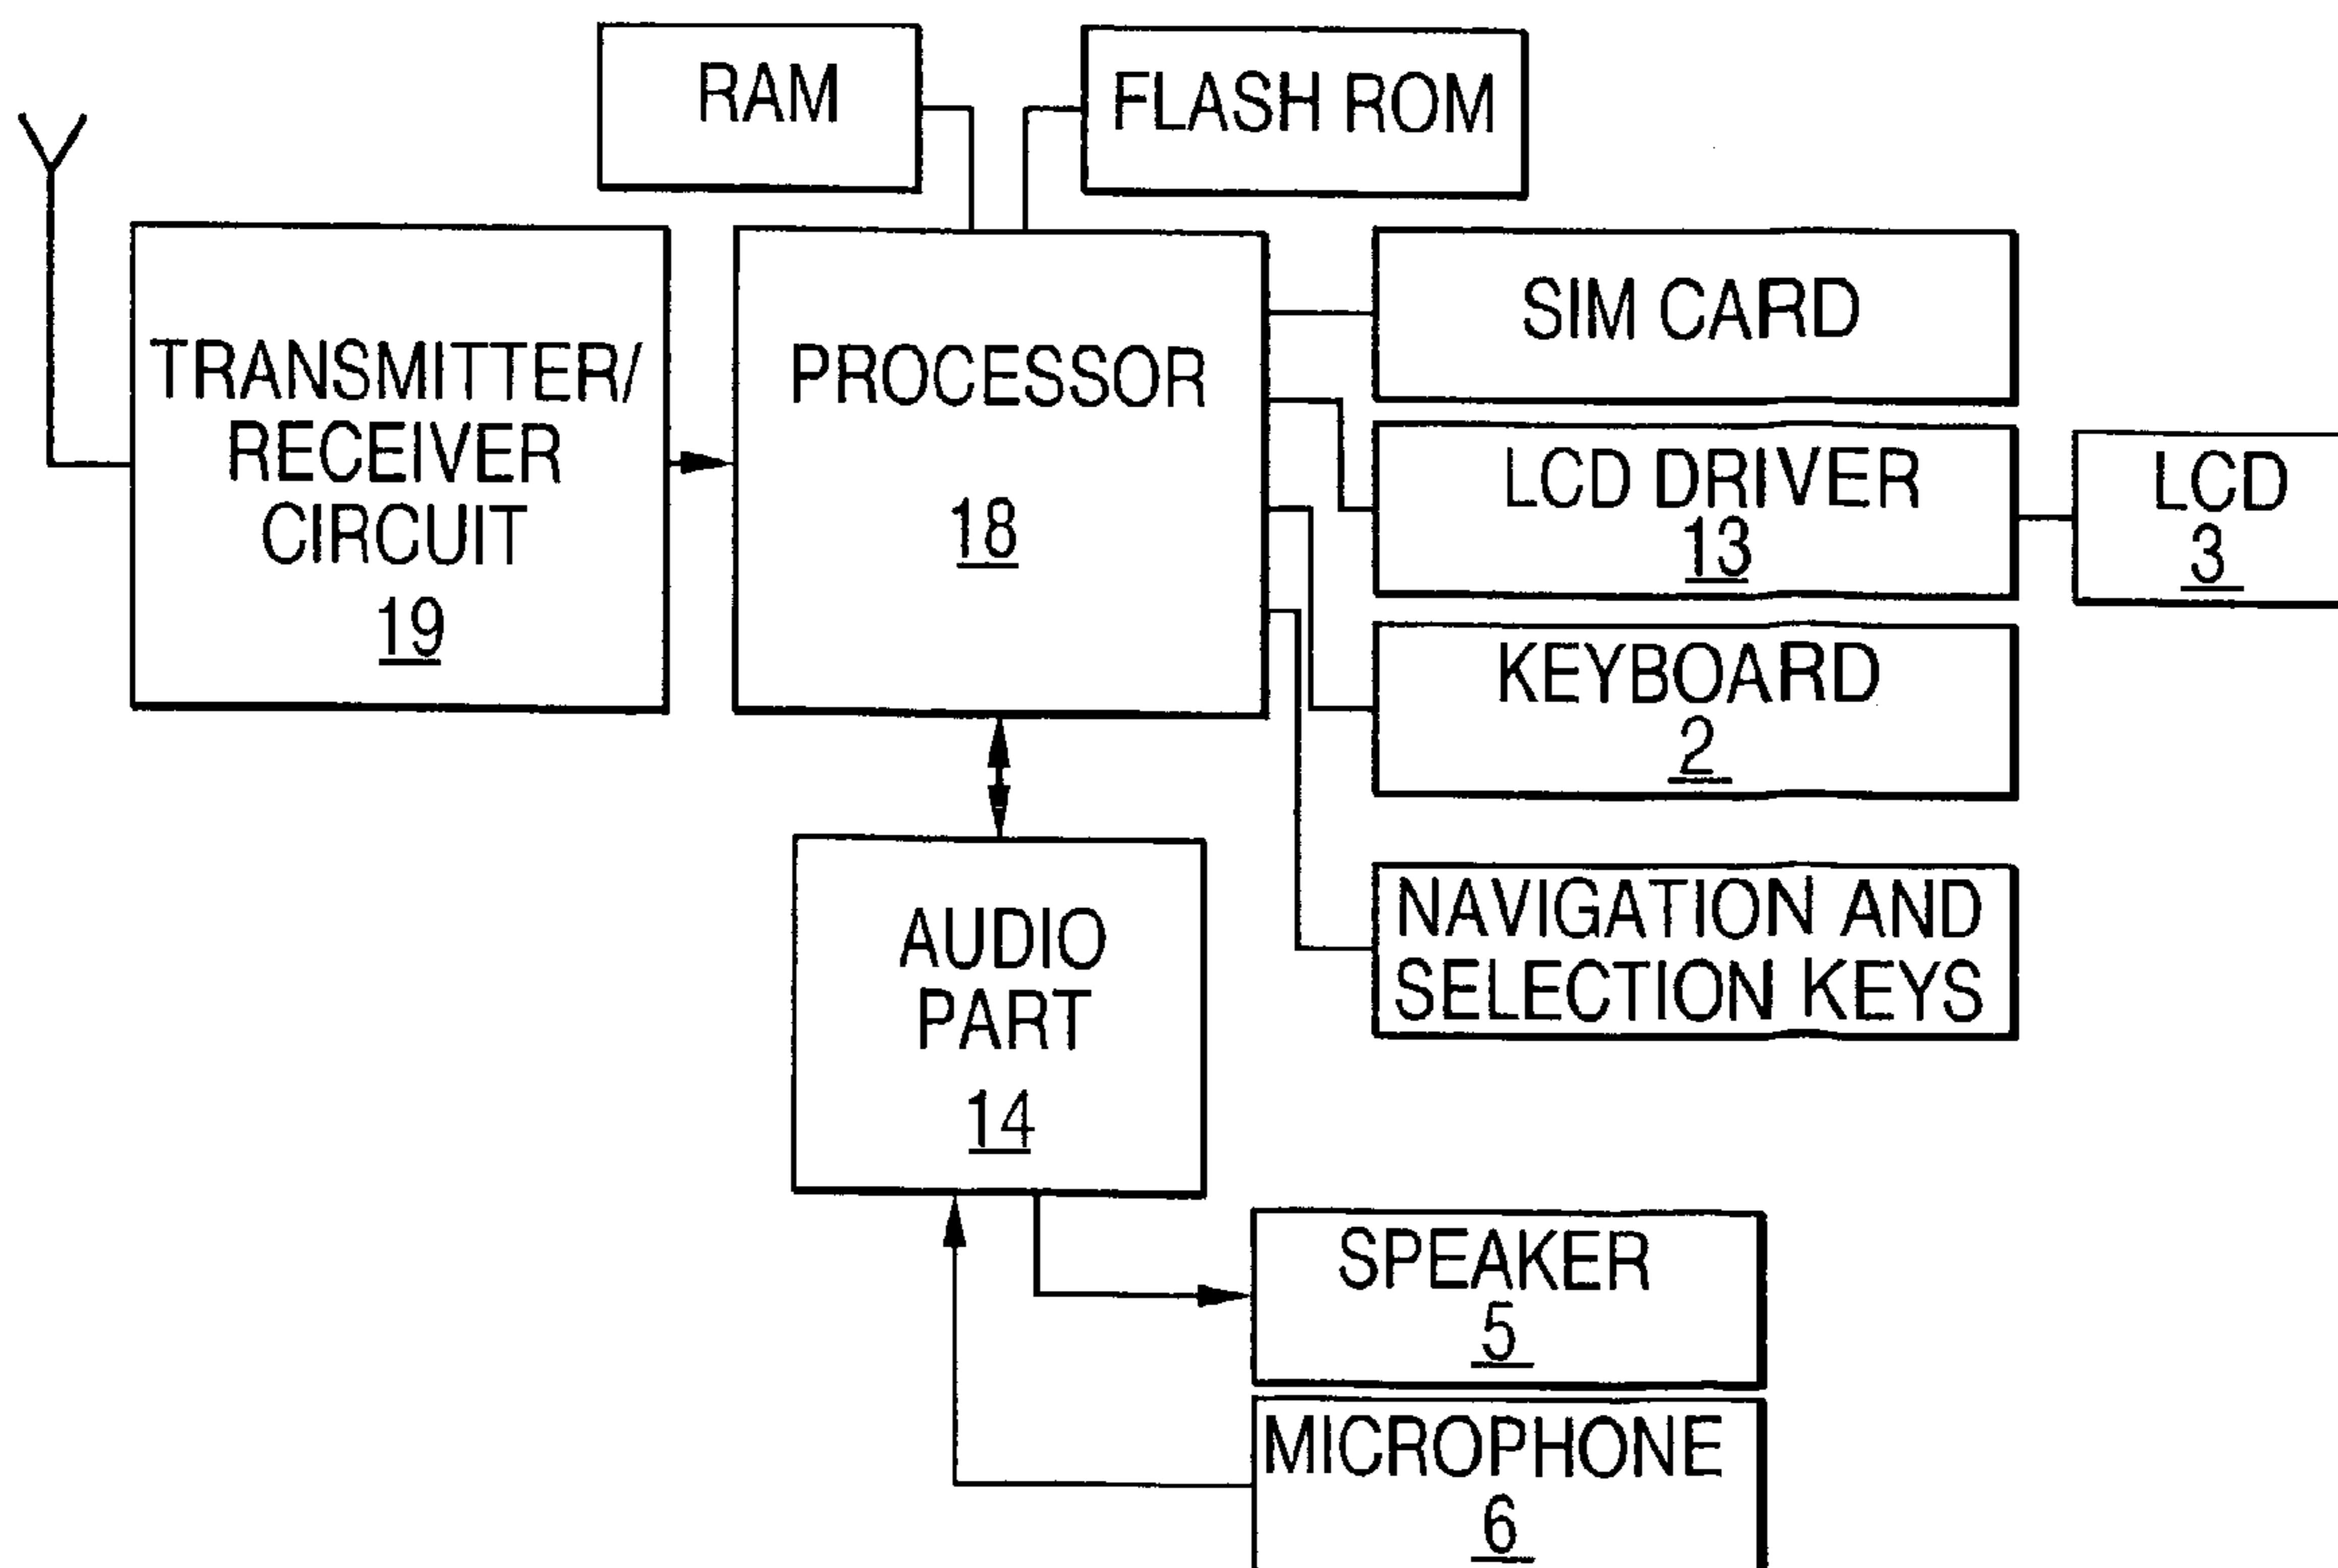 RAM
FLASH ROM
TRANSMITTER/
RECEIVER
CIRCUIT
19
PROCESSOR
18
SIM CARD
LCD DRIVER
13
LCD
3
KEYBOARD
2
NAVIGATION AND
SELECTION KEYS
AUDIO
PART
14
SPEAKER
5
MICROPHONE
6